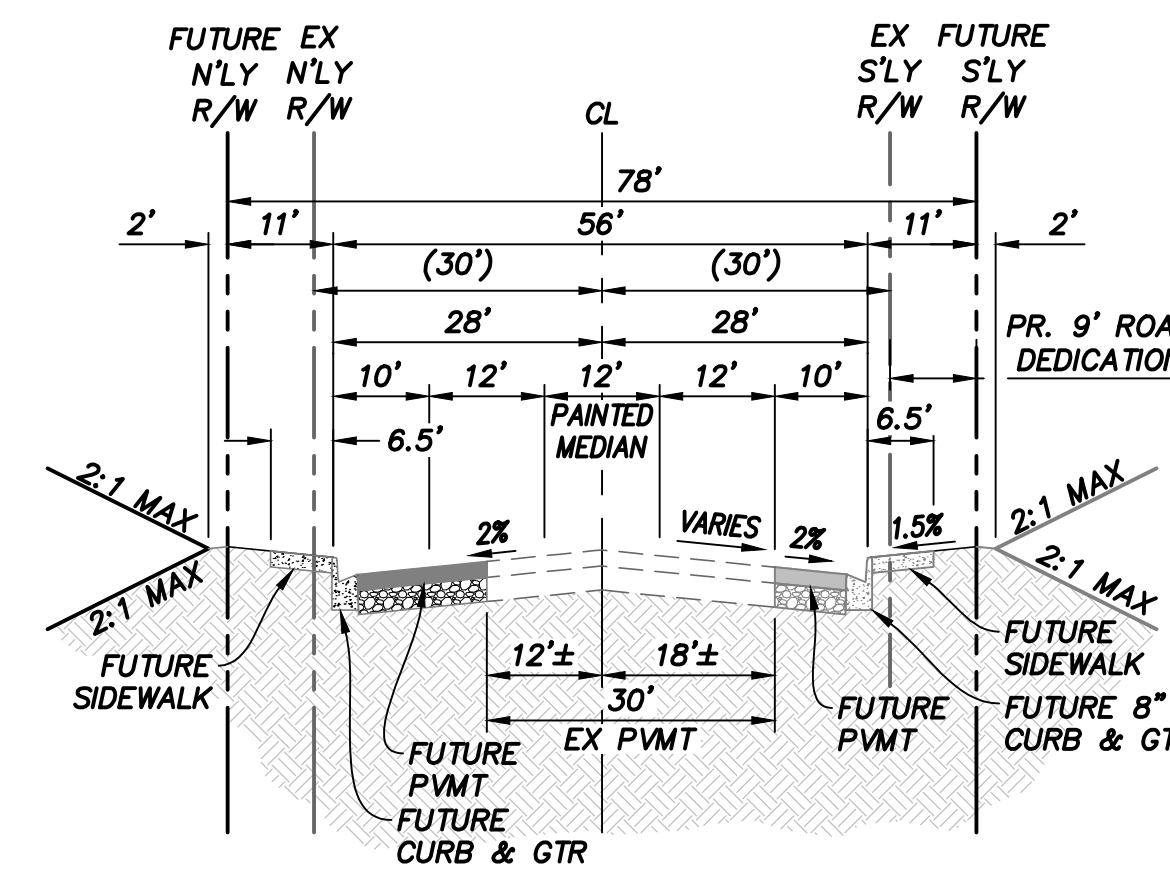 FUTURE
N'LY
R/W
EX
N'LY
R/W
CL
EX
S'LY
R/W
FUTURE
S'LY
R/W
78'
2'
11'
56'
11'
2'
(30')
(30')
28'
28'
PR. 9' ROA
DEDICATION
10'
12'
12'
12'
10'
PAINTED
MEDIAN
6.5'
6.5'
2:1 MAX
2:1 MAX
2%
VARIES
2%
1.5%
2:1 MAX
2:1 MAX
FUTURE
SIDEWALK
12'±
18'±
30'
EX PVMT
FUTURE
SIDEWALK
FUTURE
PVMT
FUTURE 8"
CURB & GT
FUTURE
PVMT
FUTURE
CURB & GTR